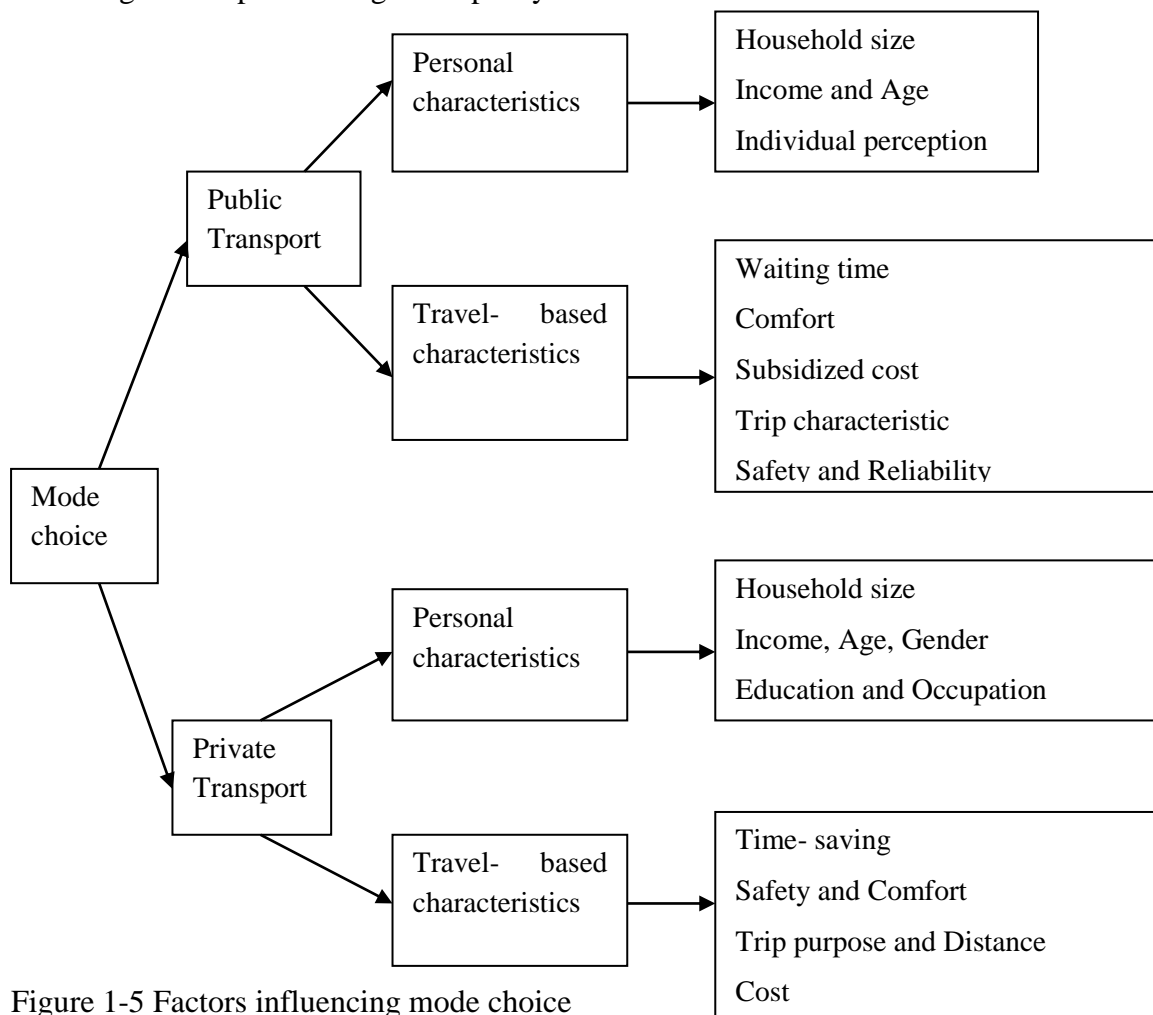 Personal
characteristics
Household size
Income and Age
Individual perception
Public
Transport
Travel- based
characteristics
Waiting time
Comfort
Subsidized cost
Trip characteristic
Safety and Reliability
Mode
choice
Personal
characteristics
Household size
Income, Age, Gender
Education and Occupation
Private
Transport
Travel- based
characteristics
Time- saving
Safety and Comfort
Trip purpose and Distance
Cost
Figure 1-5 Factors influencing mode choice